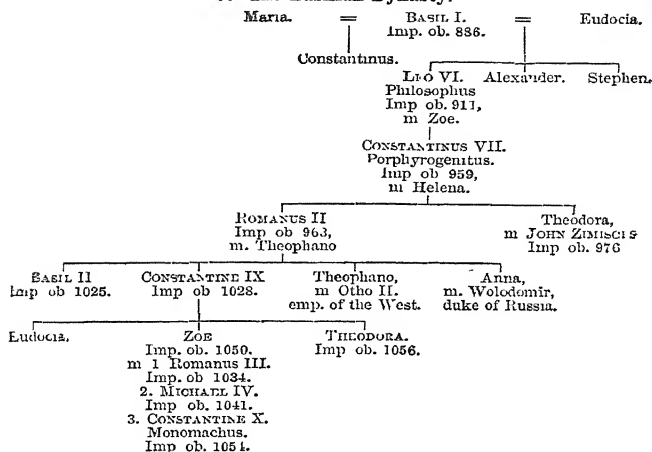 Maria. = BASIL I. = Eudocia.
Imp. ob. 886.
Constantinus.
LEO VI. Alexander. Stephen.
Philosophus
Imp ob. 911,
m Zoe.
CONSTANTINUS VII.
Porphyrogenitus.
Imp ob 959,
m Helena.
ROMANUS II Theodora,
Imp ob 963, m JOHN ZIMISCES
m. Theophano Imp ob. 976
BASIL II CONSTANTINE IX Theophano, Anna,
Imp ob 1025. Imp ob 1028. m Otho II. m. Wolodomir,
emp. of the West. duke of Russia.
Eudocia. ZOE THEODORA.
Imp. ob. 1050. Imp ob. 1056.
m 1 Romanus III.
Imp. ob 1034.
2. MICHAEL IV.
Imp ob. 1041.
3. CONSTANTINE X.
Monomachus.
Imp ob. 1054.